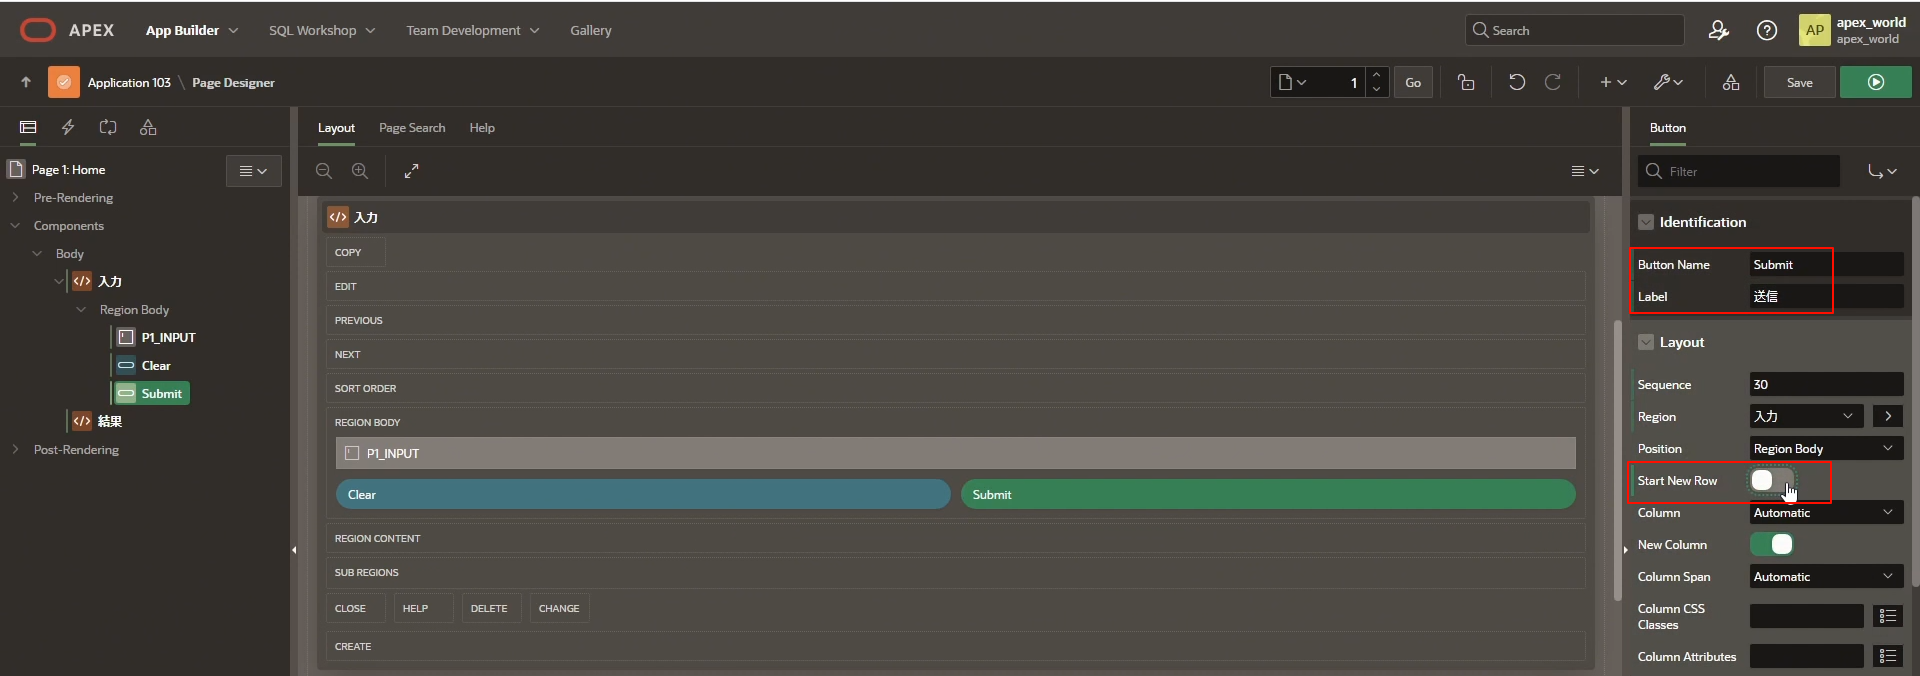 APEX App Builder SQL Workshop Team Development Gallery Search AP apex_world
apex_world
Application 103 \ Page Designer 1 Go Save
Layout Page Search Help Button
Page 1: Home
Filter
Pre-Rendering
Components
Body
入力
Region Body
P1_INPUT
Clear
Submit
結果
Post-Rendering
入力
COPY
EDIT
PREVIOUS
NEXT
SORT ORDER
REGION BODY
P1_INPUT
Clear Submit
REGION CONTENT
SUB REGIONS
CLOSE HELP DELETE CHANGE
CREATE
Identification
Button Name Submit
Label 送信
Layout
Sequence 30
Region 入力
Position Region Body
Start New Row
Column Automatic
New Column
Column Span Automatic
Column CSS
Classes
Column Attributes